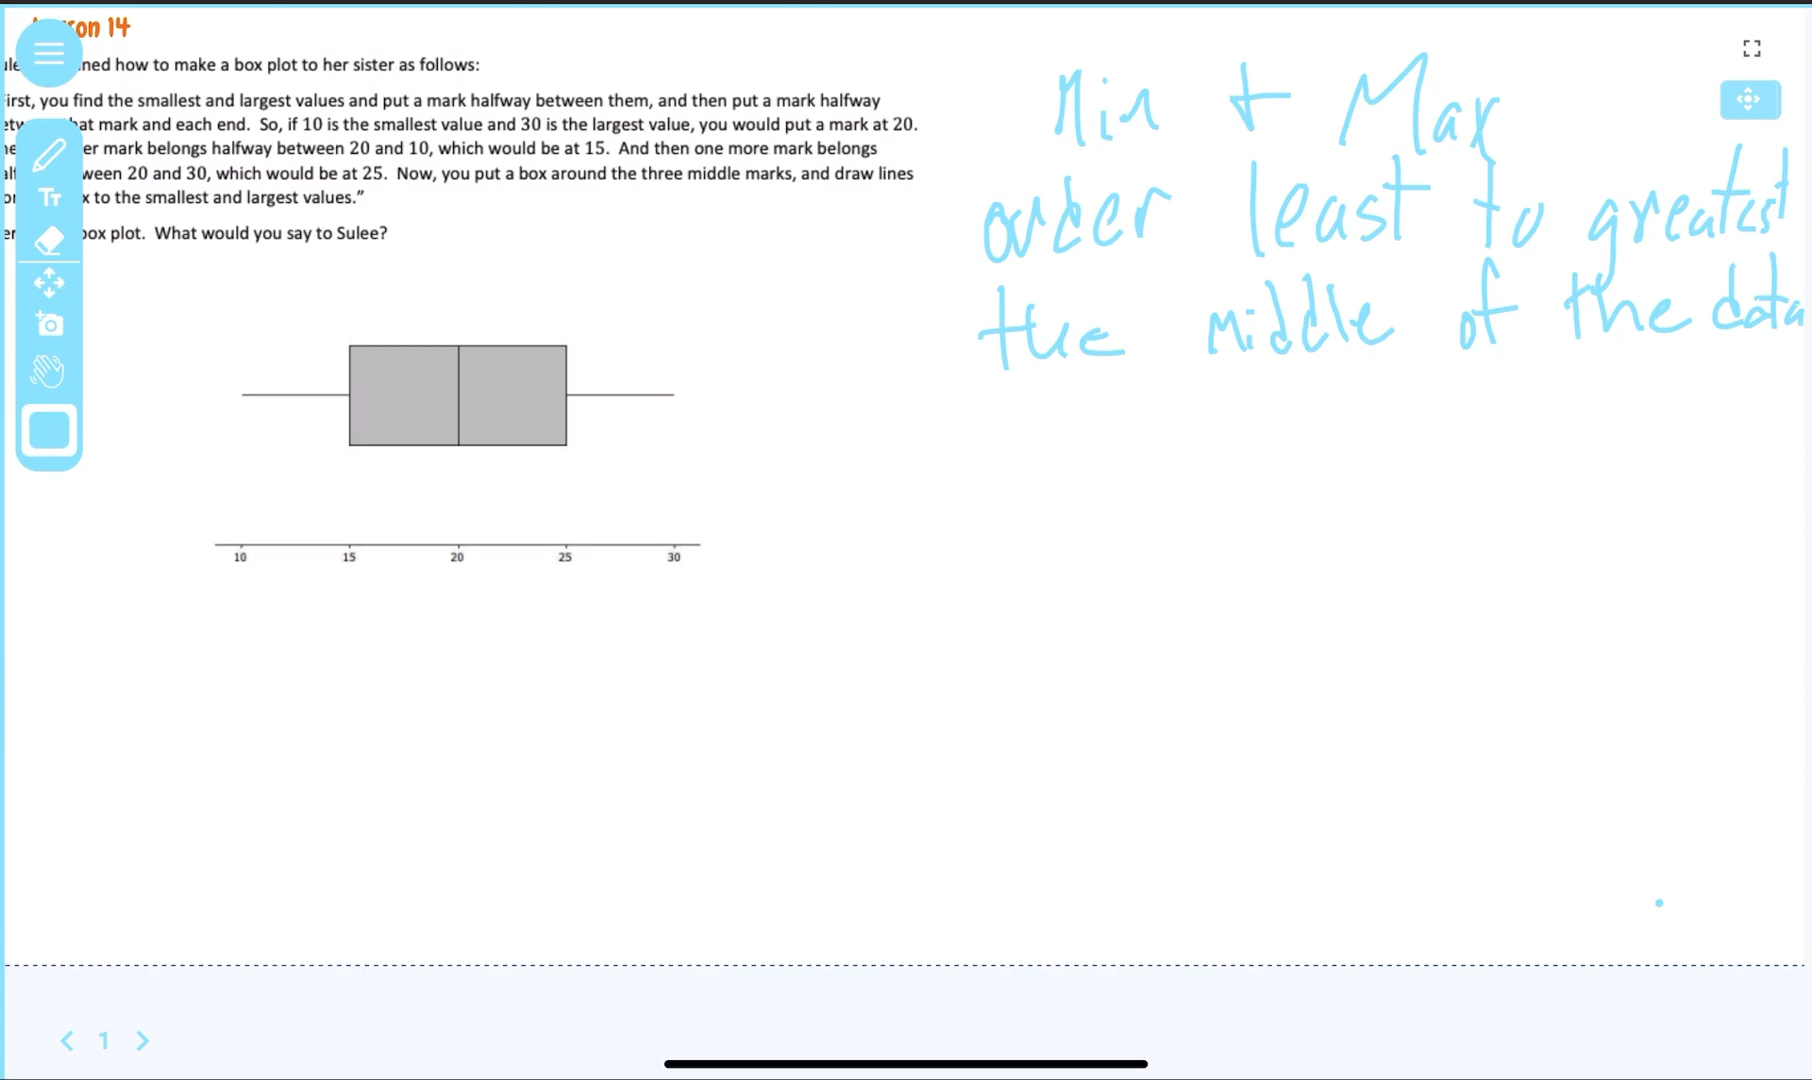 son 14
ned how to make a box plot to her sister as follows:
irst, you find the smallest and largest values and put a mark halfway between them, and then put a mark halfway
hat mark and each end. So, if 10 is the smallest value and 30 is the largest value, you would put a mark at 20.
er mark belongs halfway between 20 and 10, which would be at 15. And then one more mark belongs
ween 20 and 30, which would be at 25. Now, you put a box around the three middle marks, and draw lines
x to the smallest and largest values.”
box plot. What would you say to Sulee?
Min + Max
order least to greatest
the middle of the data
TT
10 15 20 25 30
< 1 >